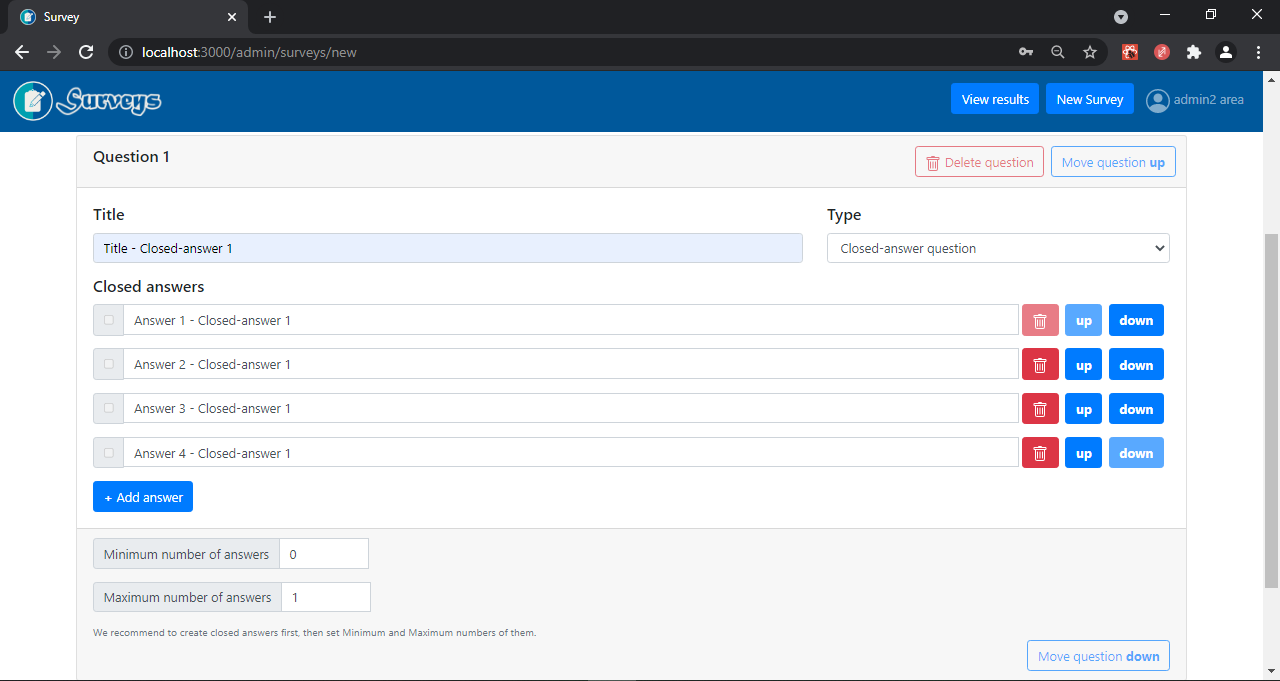 Survey
localhost:3000/admin/surveys/new
Surveys
View results
New Survey
admin2 area
Question 1
Delete question
Move question up
Title
Type
Title - Closed-answer 1
Closed-answer question
Closed answers
Answer 1 - Closed-answer 1
up
down
Answer 2 - Closed-answer 1
up
down
Answer 3 - Closed-answer 1
up
down
Answer 4 - Closed-answer 1
up
down
+ Add answer
Minimum number of answers
0
Maximum number of answers
1
We recommend to create closed answers first, then set Minimum and Maximum numbers of them.
Move question down